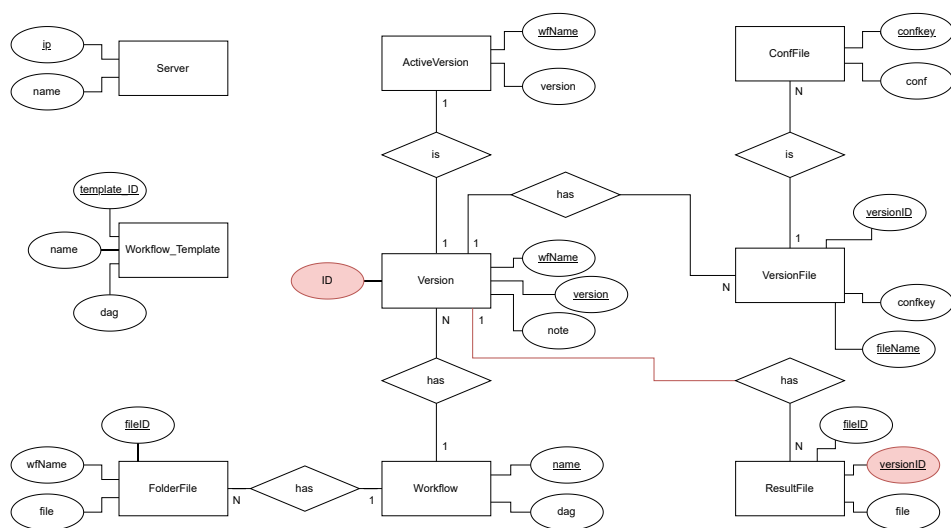 ip
Server
name
ActiveVersion
wfName
version
1
ConfFile
confkey
conf
N
is
is
template_ID
name
Workflow_Template
dag
has
versionID
1
1
1
wfName
ID
Version
version
note
N
1
VersionFile
N
confkey
fileName
has
has
fileID
wfName
FolderFile
file
N
has
1
1
Workflow
name
dag
N
fileID
versionID
ResultFile
file